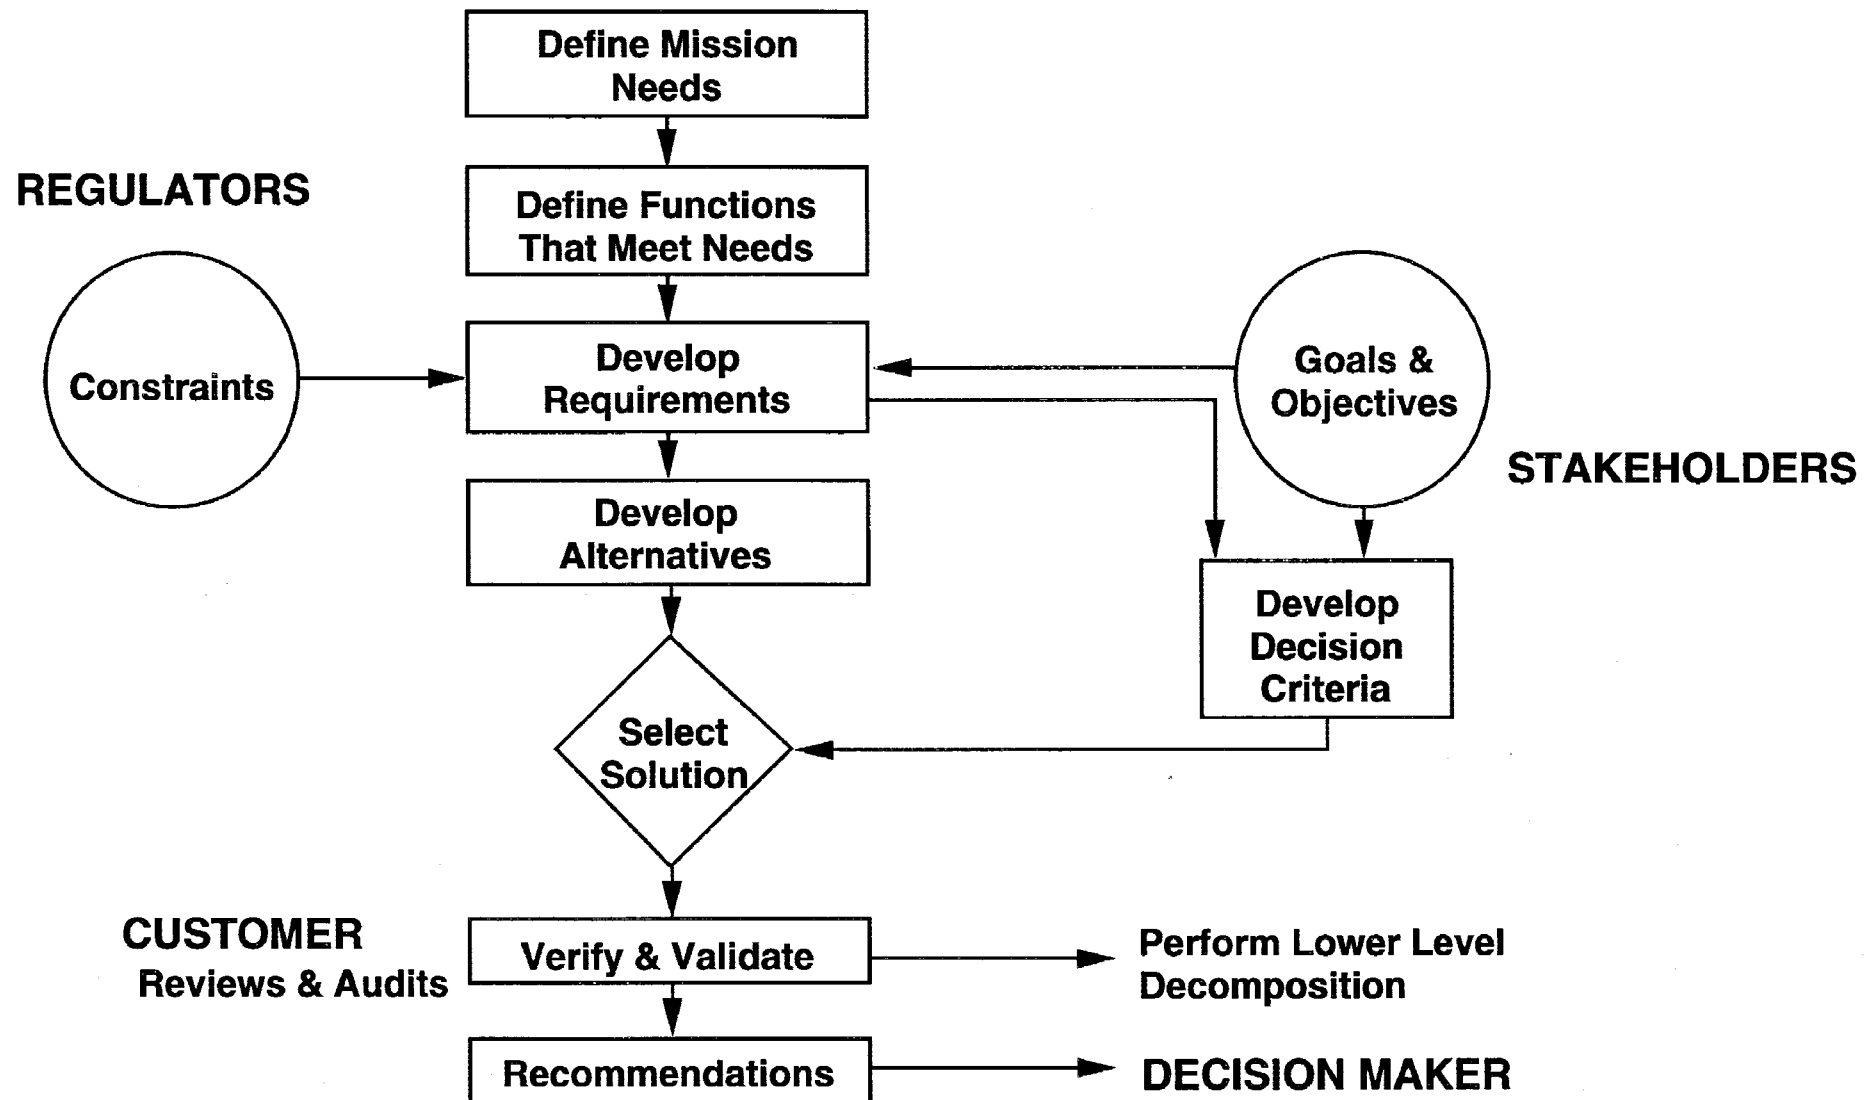 Define Mission
Needs
REGULATORS
Define Functions
That Meet Needs
Constraints
Develop
Requirements
Goals &
Objectives
STAKEHOLDERS
Develop
Alternatives
Develop
Decision
Criteria
Select
Solution
CUSTOMER
Reviews & Audits
Verify & Validate
Perform Lower Level
Decomposition
Recommendations
DECISION MAKER